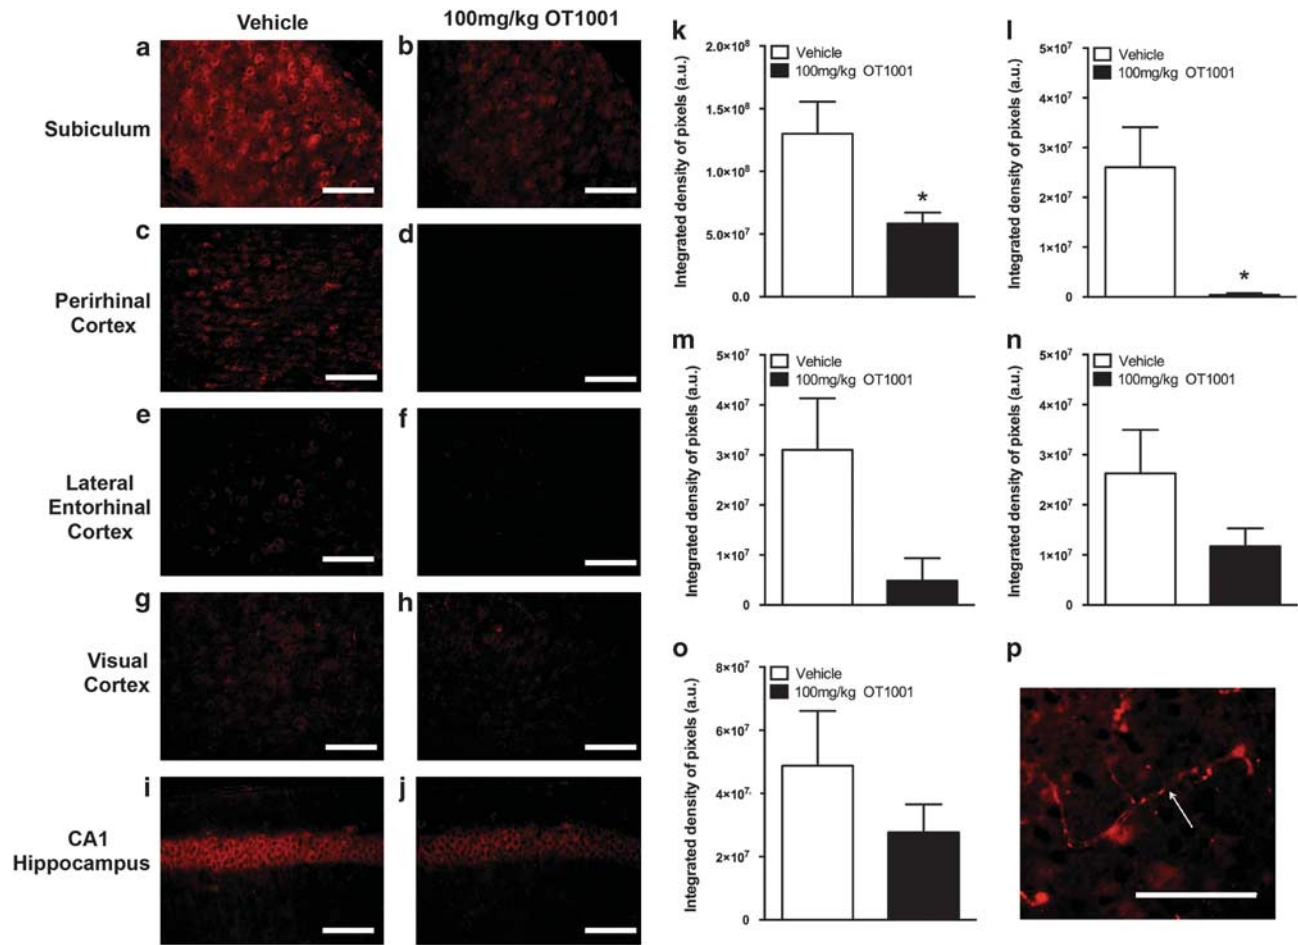 Vehicle
100mg/kg OT1001
a
b
Subiculum
c
d
Perirhinal
Cortex
e
f
Lateral
Entorhinal
Cortex
g
h
Visual
Cortex
i
j
CA1
Hippocampus
k
Integrated density of pixels (a.u.)
2.0×10⁸
1.5×10⁸
1.0×10⁸
5.0×10⁷
0.0
Vehicle
100mg/kg OT1001
*
l
Integrated density of pixels (a.u.)
5×10⁷
4×10⁷
3×10⁷
2×10⁷
1×10⁷
0
Vehicle
100mg/kg OT1001
*
m
Integrated density of pixels (a.u.)
5×10⁷
4×10⁷
3×10⁷
2×10⁷
1×10⁷
0
Vehicle
100mg/kg OT1001
n
Integrated density of pixels (a.u.)
5×10⁷
4×10⁷
3×10⁷
2×10⁷
1×10⁷
0
Vehicle
100mg/kg OT1001
o
Integrated density of pixels (a.u.)
8×10⁷
6×10⁷
4×10⁷
2×10⁷
0
Vehicle
100mg/kg OT1001
p